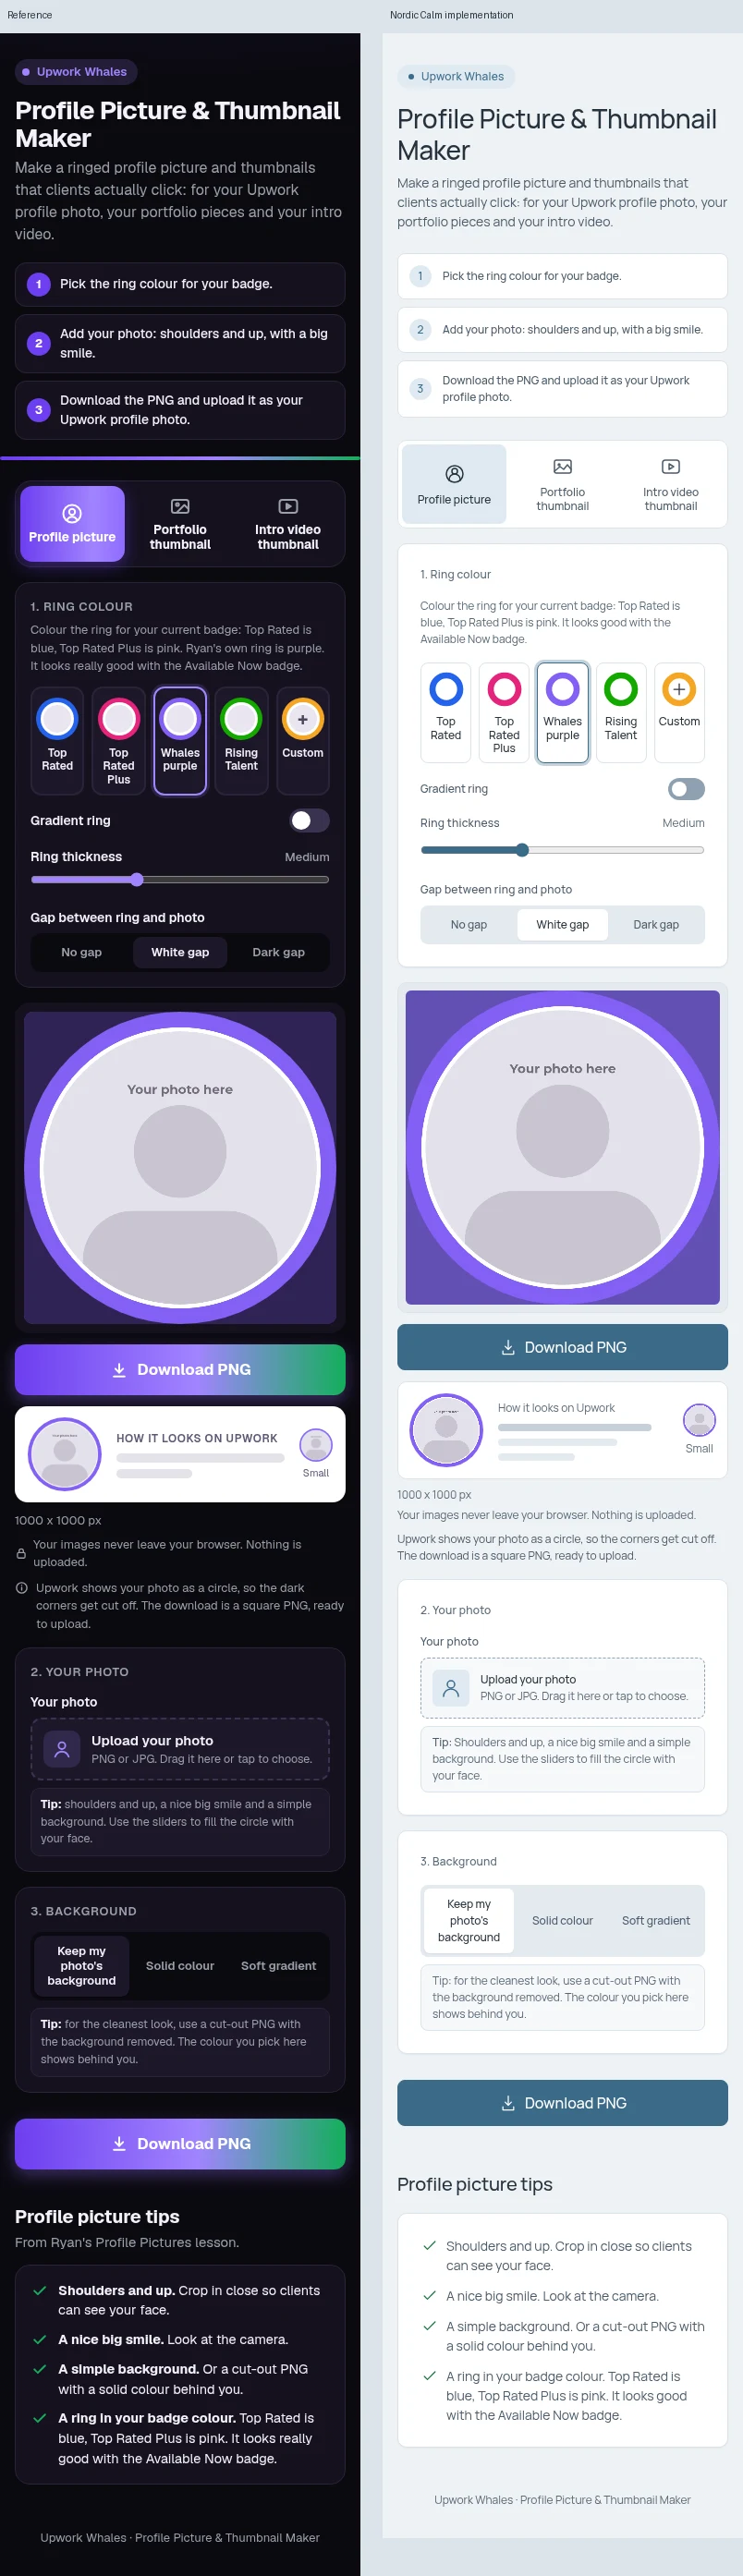 Reference
Upwork Whales
Profile Picture & Thumbnail
Maker
Make a ringed profile picture and thumbnails
that clients actually click: for your Upwork
profile photo, your portfolio pieces and your intro
video.
1 Pick the ring colour for your badge.
2 Add your photo: shoulders and up, with a big
smile.
3 Download the PNG and upload it as your
Upwork profile photo.
Profile picture
Portfolio
thumbnail
Intro video
thumbnail
1. RING COLOUR
Colour the ring for your current badge: Top Rated is
blue, Top Rated Plus is pink. Ryan's own ring is purple.
It looks really good with the Available Now badge.
Top
Rated
Top
Rated
Plus
Whales
purple
Rising
Talent
Custom
Gradient ring
Ring thickness Medium
Gap between ring and photo
No gap White gap Dark gap
Your photo here
Download PNG
HOW IT LOOKS ON UPWORK
Small
1000 x 1000 px
Your images never leave your browser. Nothing is
uploaded.
Upwork shows your photo as a circle, so the dark
corners get cut off. The download is a square PNG, ready
to upload.
2. YOUR PHOTO
Your photo
Upload your photo
PNG or JPG. Drag it here or tap to choose.
Tip: shoulders and up, a nice big smile and a simple
background. Use the sliders to fill the circle with
your face.
3. BACKGROUND
Keep my
photo's
background
Solid colour
Soft gradient
Tip: for the cleanest look, use a cut-out PNG with
the background removed. The colour you pick here
shows behind you.
Download PNG
Profile picture tips
From Ryan's Profile Pictures lesson.
Shoulders and up. Crop in close so clients
can see your face.
A nice big smile. Look at the camera.
A simple background. Or a cut-out PNG
with a solid colour behind you.
A ring in your badge colour. Top Rated is
blue, Top Rated Plus is pink. It looks really
good with the Available Now badge.
Upwork Whales · Profile Picture & Thumbnail Maker
Nordic Calm implementation
Upwork Whales
Profile Picture & Thumbnail
Maker
Make a ringed profile picture and thumbnails that
clients actually click: for your Upwork profile photo, your
portfolio pieces and your intro video.
1 Pick the ring colour for your badge.
2 Add your photo: shoulders and up, with a big smile.
3 Download the PNG and upload it as your Upwork
profile photo.
Profile picture
Portfolio
thumbnail
Intro video
thumbnail
1. Ring colour
Colour the ring for your current badge: Top Rated is
blue, Top Rated Plus is pink. It looks good with the
Available Now badge.
Top
Rated
Top
Rated
Plus
Whales
purple
Rising
Talent
Custom
Gradient ring
Ring thickness Medium
Gap between ring and photo
No gap White gap Dark gap
Your photo here
Download PNG
How it looks on Upwork
Small
1000 x 1000 px
Your images never leave your browser. Nothing is uploaded.
Upwork shows your photo as a circle, so the corners get cut off.
The download is a square PNG, ready to upload.
2. Your photo
Your photo
Upload your photo
PNG or JPG. Drag it here or tap to choose.
Tip: Shoulders and up, a nice big smile and a simple
background. Use the sliders to fill the circle with
your face.
3. Background
Keep my
photo's
background
Solid colour
Soft gradient
Tip: for the cleanest look, use a cut-out PNG with
the background removed. The colour you pick here
shows behind you.
Download PNG
Profile picture tips
Shoulders and up. Crop in close so clients
can see your face.
A nice big smile. Look at the camera.
A simple background. Or a cut-out PNG with
a solid colour behind you.
A ring in your badge colour. Top Rated is
blue, Top Rated Plus is pink. It looks good
with the Available Now badge.
Upwork Whales · Profile Picture & Thumbnail Maker